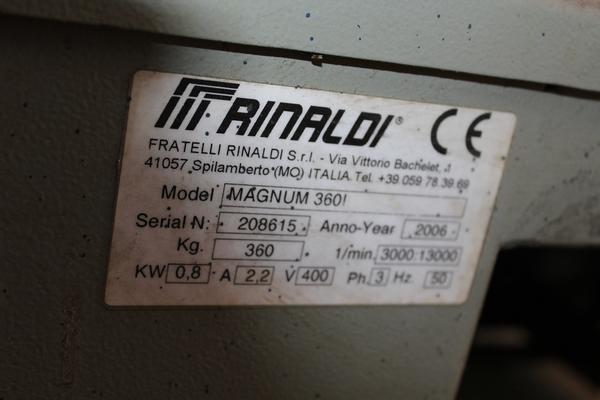 F. RINALDI® CE
FRATELLI RINALDI S.r.l. - Via Vittorio Bachelet, 1
41057 Spilamberto (MO) ITALIA Tel. +39 059 78.39.69
Model MAGNUM 360I
Serial N: 208615 Anno-Year 2006
Kg. 360 1/min. 3000:13000
KW 0,8 A 2,2 V 400 Ph. 3 Hz 50